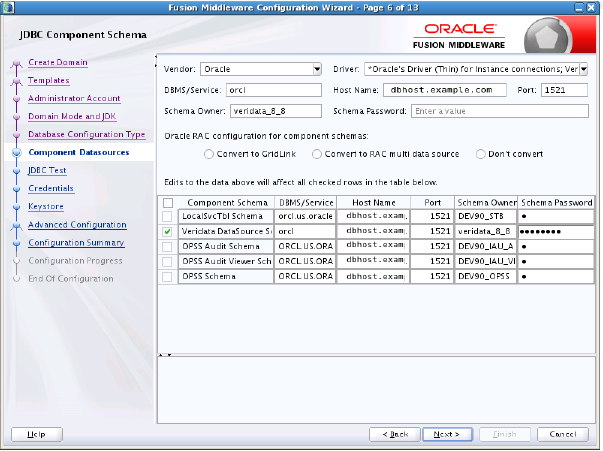 Fusion Middleware Configuration Wizard - Page 6 of 13
JDBC Component Schema
ORACLE
FUSION MIDDLEWARE
Create Domain
Templates
Administrator Account
Domain Mode and JDK
Database Configuration Type
Component Datasources
JDBC Test
Credentials
Keystore
Advanced Configuration
Configuration Summary
Configuration Progress
End Of Configuration
Vendor: Oracle Driver: *Oracle's Driver (Thin) for Instance connections; Ver
DBMS/Service: orcl Host Name: dbhost.example.com Port: 1521
Schema Owner: veridata_8_8 Schema Password: Enter a value
Oracle RAC configuration for component schemas:
Convert to GridLink Convert to RAC multi data source Don't convert
Edits to the data above will affect all checked rows in the table below.
Component Schema DBMS/Service Host Name Port Schema Owner Schema Password
LocalSvcTbl Schema orcl.us.oracle dbhost.exam 1521 DEV90_STB •
Veridata DataSource S orcl dbhost.exam 1521 veridata_8_8 ••••••••
OPSS Audit Schema ORCL.US.ORA dbhost.exam 1521 DEV90_IAU_A •
OPSS Audit Viewer Sch ORCL.US.ORA dbhost.exam 1521 DEV90_IAU_VI •
OPSS Schema ORCL.US.ORA dbhost.exam 1521 DEV90_OPSS •
Help < Back Next > Finish Cancel